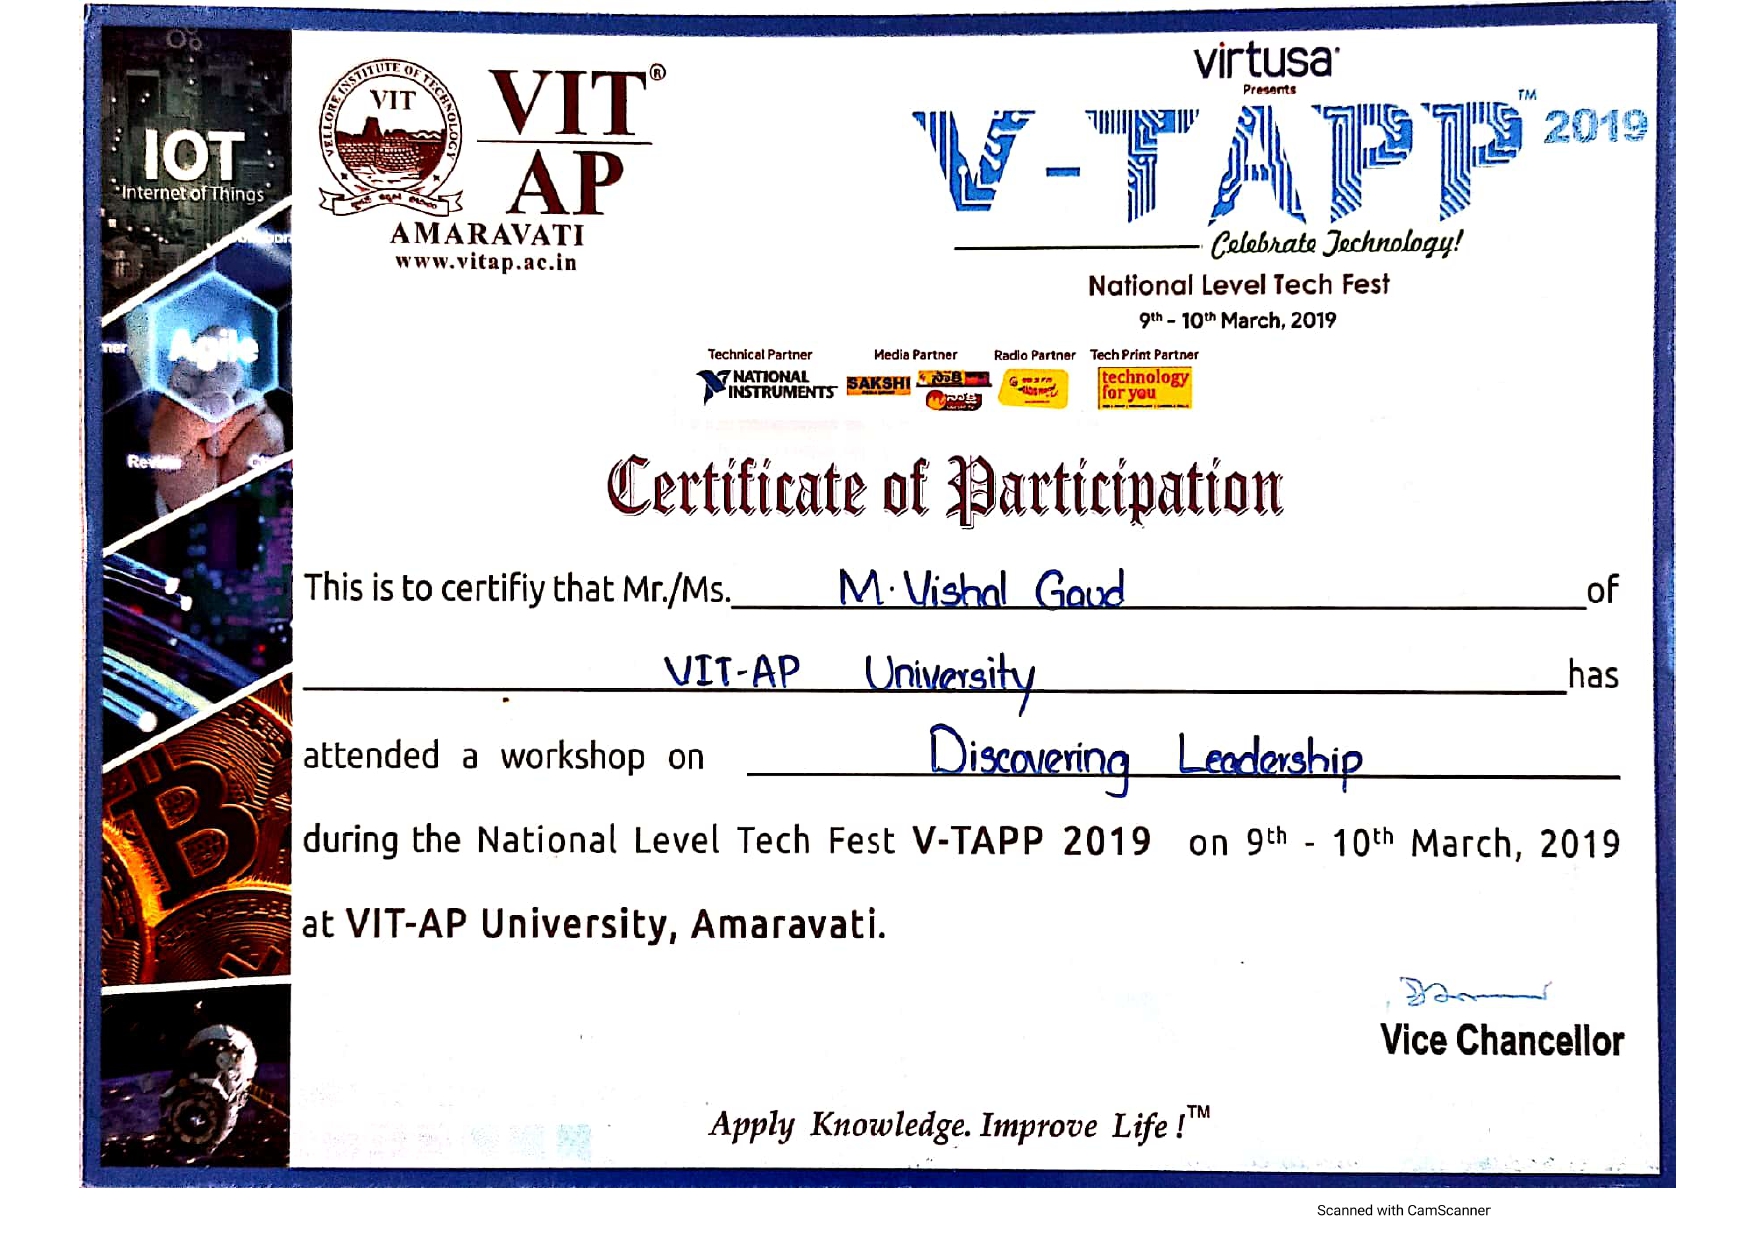 IOT
Internet of Things
Agile
VELLORE INSTITUTE OF TECHNOLOGY
VIT
VIT®
AP
AMARAVATI
www.vitap.ac.in
virtusa
Presents
V-TAPP™ 2019
Celebrate Technology!
National Level Tech Fest
9th - 10th March, 2019
Technical Partner Media Partner Radio Partner Tech Print Partner
NATIONAL INSTRUMENTS SAKSHI technology for you
Certificate of Participation
This is to certifiy that Mr./Ms. M. Vishal Goud of
VIT-AP University has
attended a workshop on Discovering Leadership
during the National Level Tech Fest V-TAPP 2019 on 9th - 10th March, 2019
at VIT-AP University, Amaravati.
Vice Chancellor
Apply Knowledge. Improve Life !™
Scanned with CamScanner